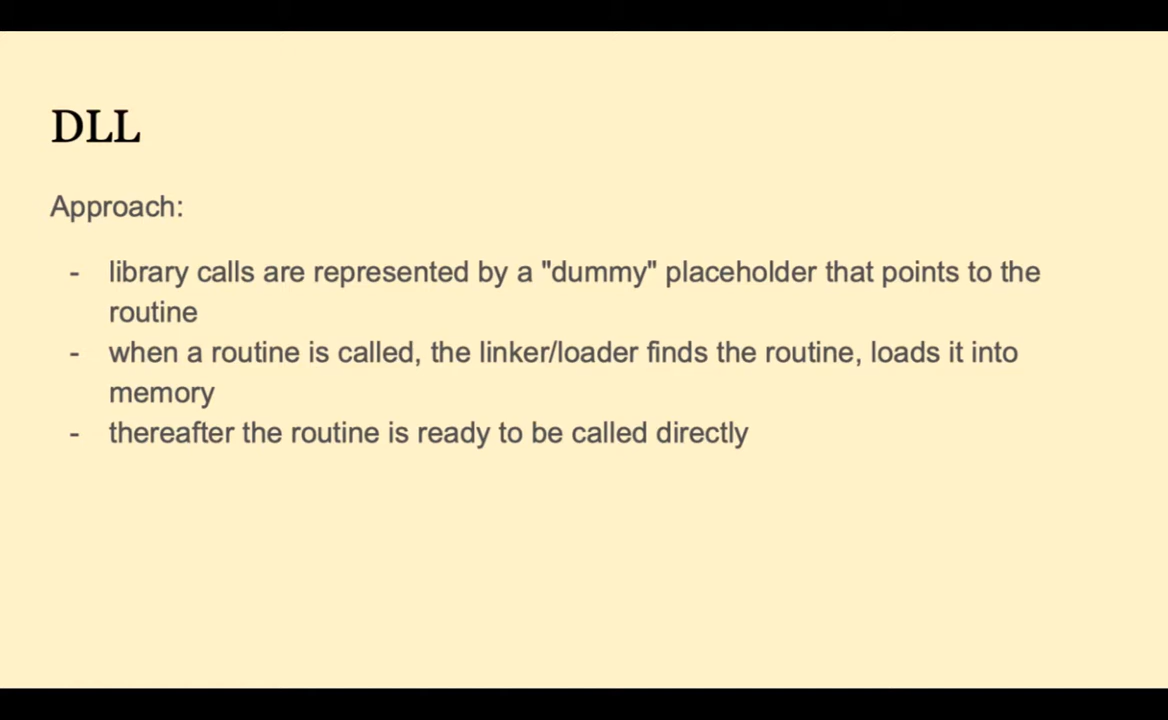 DLL
Approach:
- library calls are represented by a "dummy" placeholder that points to the
routine
- when a routine is called, the linker/loader finds the routine, loads it into
memory
- thereafter the routine is ready to be called directly